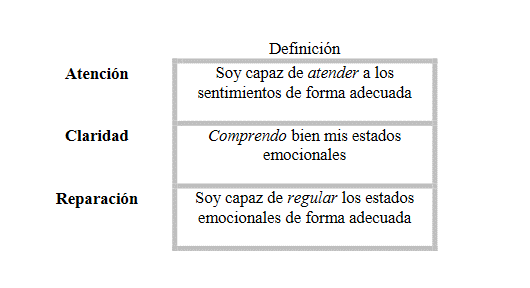 Definición
Atención
Soy capaz de atender a los
sentimientos de forma adecuada
Claridad
Comprendo bien mis estados
emocionales
Reparación
Soy capaz de regular los estados
emocionales de forma adecuada